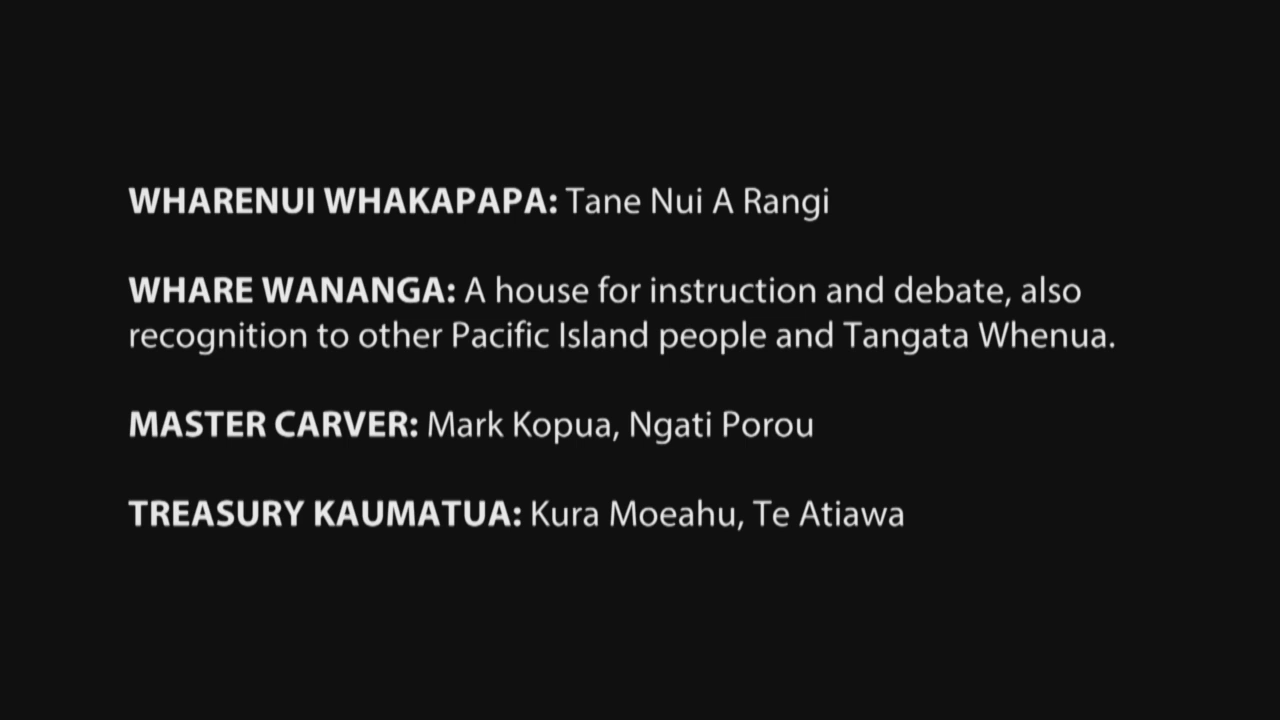 WHARENUI WHAKAPAPA: Tane Nui A Rangi
WHARE WANANGA: A house for instruction and debate, also
recognition to other Pacific Island people and Tangata Whenua.
MASTER CARVER: Mark Kopua, Ngati Porou
TREASURY KAUMATUA: Kura Moeahu, Te Atiawa